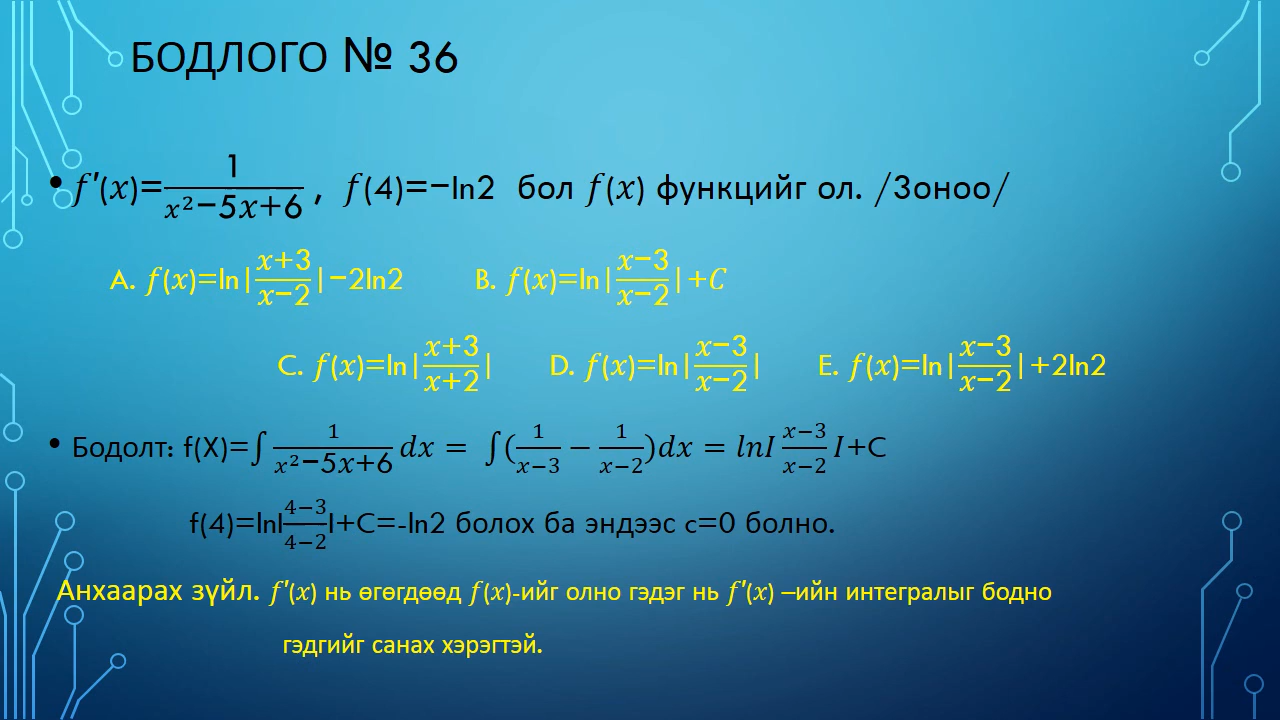 БОДЛОГО № 36
• 𝑓′(𝑥)=1/(𝑥²−5𝑥+6) , 𝑓(4)=−ln2 бол 𝑓(𝑥) функцийг ол. /3оноо/
A. 𝑓(𝑥)=ln|(𝑥+3)/(𝑥−2)|−2ln2 B. 𝑓(𝑥)=ln|(𝑥−3)/(𝑥−2)|+𝐶
C. 𝑓(𝑥)=ln|(𝑥+3)/(𝑥+2)| D. 𝑓(𝑥)=ln|(𝑥−3)/(𝑥−2)| E. 𝑓(𝑥)=ln|(𝑥−3)/(𝑥−2)|+2ln2
• Бодолт: f(X)=∫ 1/(𝑥²−5𝑥+6) 𝑑𝑥 = ∫(1/(𝑥−3) − 1/(𝑥−2))𝑑𝑥 = 𝑙𝑛𝐼 (𝑥−3)/(𝑥−2) 𝐼+C
f(4)=lnI(4−3)/(4−2)I+C=-ln2 болох ба эндээс c=0 болно.
Анхаарах зүйл. 𝑓′(𝑥) нь өгөгдөөд 𝑓(𝑥)-ийг олно гэдэг нь 𝑓′(𝑥) –ийн интегралыг бодно
гэдгийг санах хэрэгтэй.